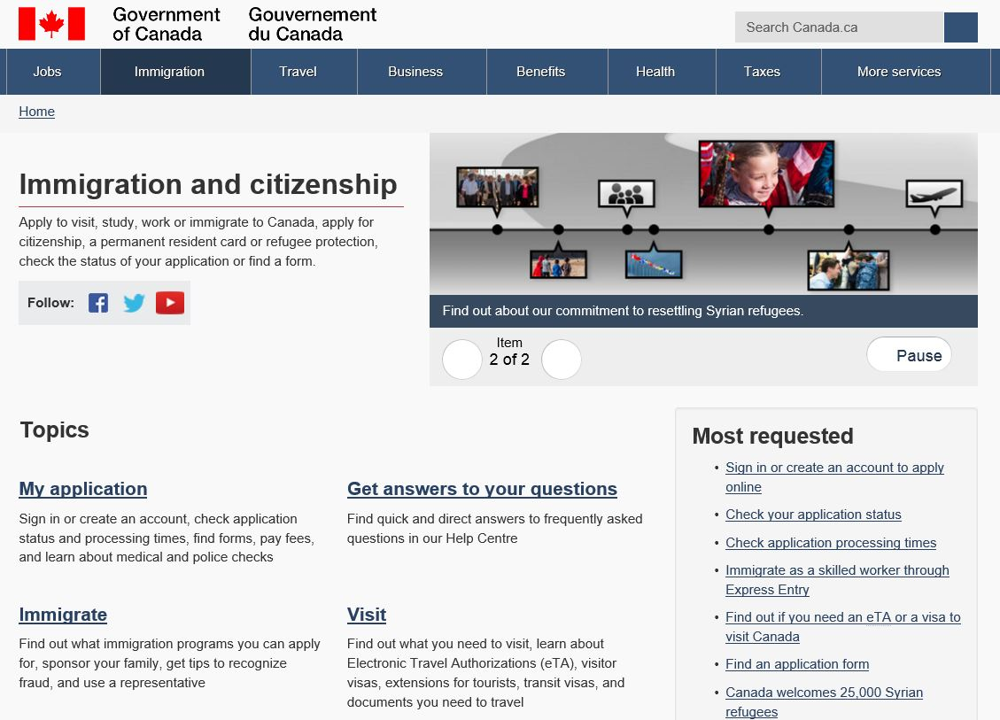 Government
of Canada
Gouvernement
du Canada
Search Canada.ca
Jobs
Immigration
Travel
Business
Benefits
Health
Taxes
More services
Home
Immigration and citizenship
Apply to visit, study, work or immigrate to Canada, apply for
citizenship, a permanent resident card or refugee protection,
check the status of your application or find a form.
Follow:
Find out about our commitment to resettling Syrian refugees.
Item
2 of 2
Pause
Topics
My application
Sign in or create an account, check application
status and processing times, find forms, pay fees,
and learn about medical and police checks
Get answers to your questions
Find quick and direct answers to frequently asked
questions in our Help Centre
Immigrate
Find out what immigration programs you can apply
for, sponsor your family, get tips to recognize
fraud, and use a representative
Visit
Find out what you need to visit, learn about
Electronic Travel Authorizations (eTA), visitor
visas, extensions for tourists, transit visas, and
documents you need to travel
Most requested
• Sign in or create an account to apply
online
• Check your application status
• Check application processing times
• Immigrate as a skilled worker through
Express Entry
• Find out if you need an eTA or a visa to
visit Canada
• Find an application form
• Canada welcomes 25,000 Syrian
refugees